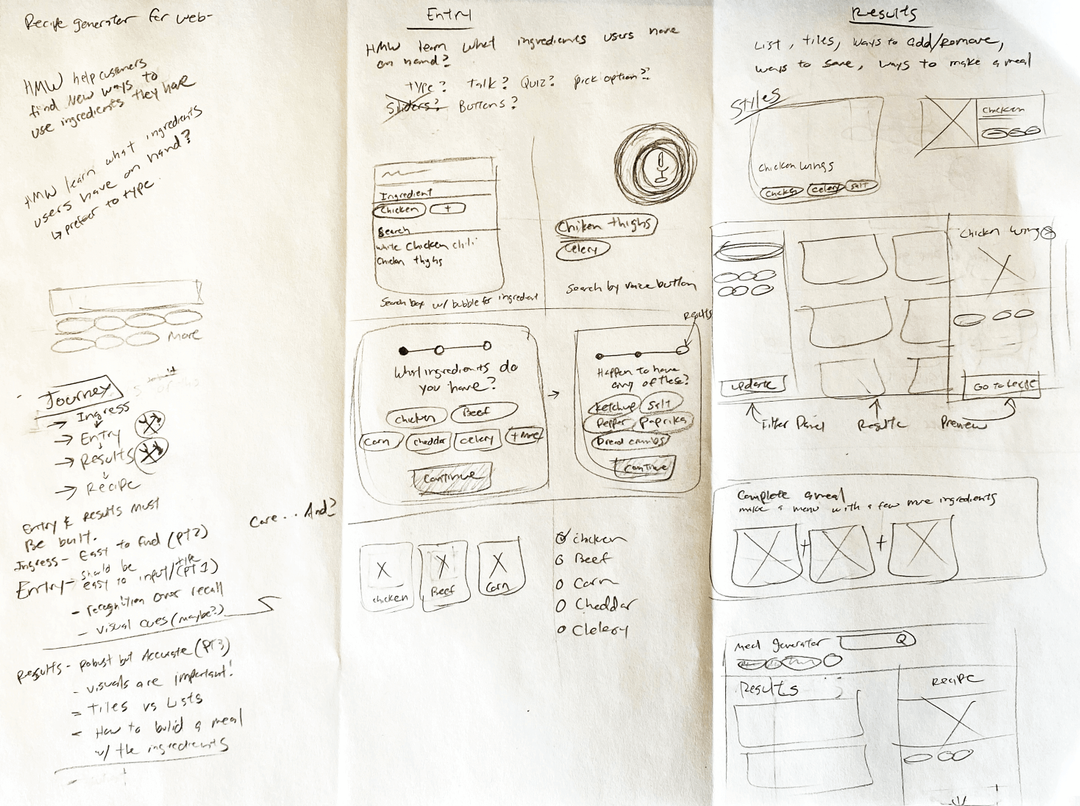 Recipe generator for web-
HMW help customers
find new ways to
use ingredients they have
HMW learn what ingredients
users have on hand?
↳ prefer to type
More
Journey
→ Ingress
→ Entry
→ Results
→ Recipe
Entry & Results must
Be built.
Ingress - Easy to find (PT2)
Entry - should be
easy to input/ (PT1)
- recognition over recall
- visual cues (maybe?)
Core... And?
Results - robust but Accurate (PT3)
- visuals are important!
- Tiles vs Lists
- How to build a meal
w/ the ingredients
Entry
HMW learn what ingredients users have
on hand?
Type? Talk? Quiz? pick option??
Sliders? Buttons?
Ingredient
Chicken +
Search
white Chicken chili
Chicken thghs
Search box w/ bubble for ingredient
Chiken thighs
Celery
Search by voice button
What ingredients do
you have?
chicken Beef
Corn Cheddar celery + More
Continue
Results
Happen to have
any of these?
Ketchup Salt
Pepper Paprika
Bread crumbs
Continue
chicken
Beef
Corn
chicken
Beef
Corn
Cheddar
Clelery
Results
List, tiles, ways to add/remove,
ways to save, ways to make a meal
Styles
Chicken wings
Chicken Celery Salt
Chicken
Chicken wing
update
Go to recipe
Filter Panel
Results
Preview
Complete a meal
make a menu with a few more ingredients
+ +
meal generator
Results
Recipe